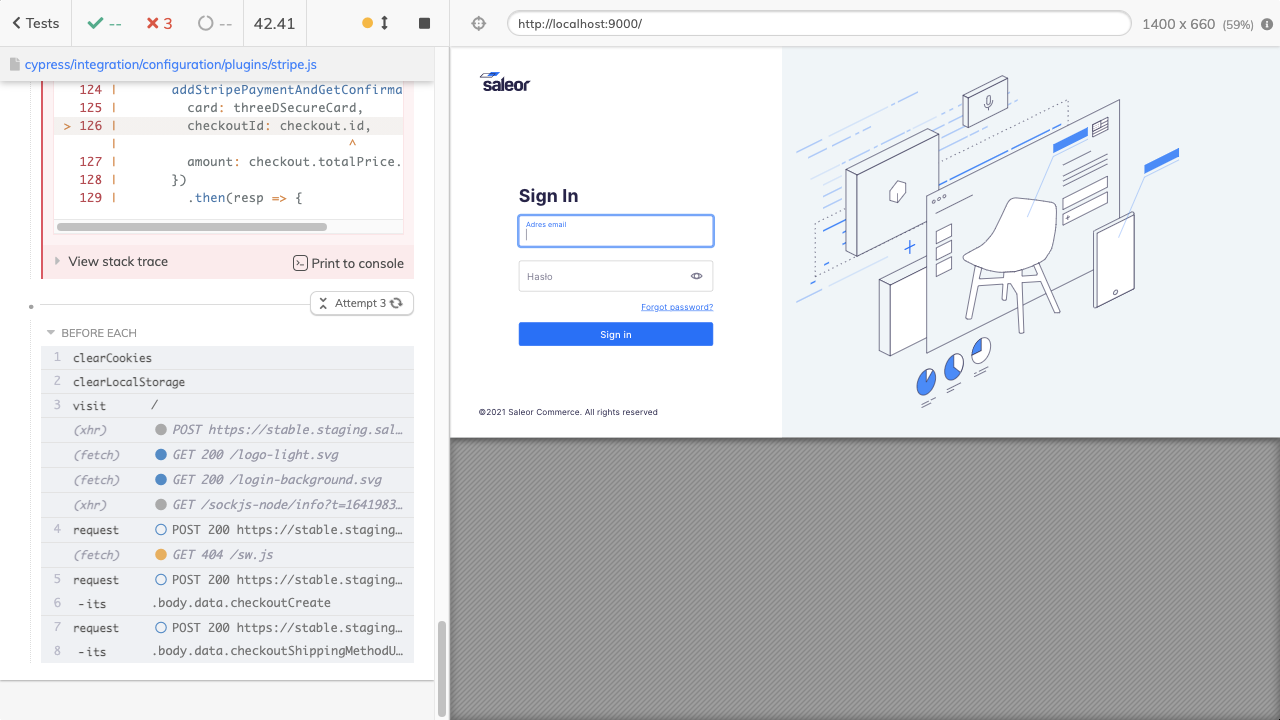 Tests
--
3
--
42.41
cypress/integration/configuration/plugins/stripe.js
124 | addStripePaymentAndGetConfirma
125 | card: threeDSecureCard,
> 126 | checkoutId: checkout.id,
| ^
127 | amount: checkout.totalPrice.
128 | })
129 | .then(resp => {
View stack trace
Print to console
Attempt 3
BEFORE EACH
1 clearCookies
2 clearLocalStorage
3 visit /
(xhr) POST https://stable.staging.sal…
(fetch) GET 200 /logo-light.svg
(fetch) GET 200 /login-background.svg
(xhr) GET /sockjs-node/info?t=1641983…
4 request POST 200 https://stable.staging…
(fetch) GET 404 /sw.js
5 request POST 200 https://stable.staging…
6 -its .body.data.checkoutCreate
7 request POST 200 https://stable.staging…
8 -its .body.data.checkoutShippingMethodU…
http://localhost:9000/
1400 x 660 (59%)
saleor
Sign In
Adres email
Hasło
Forgot password?
Sign in
©2021 Saleor Commerce. All rights reserved